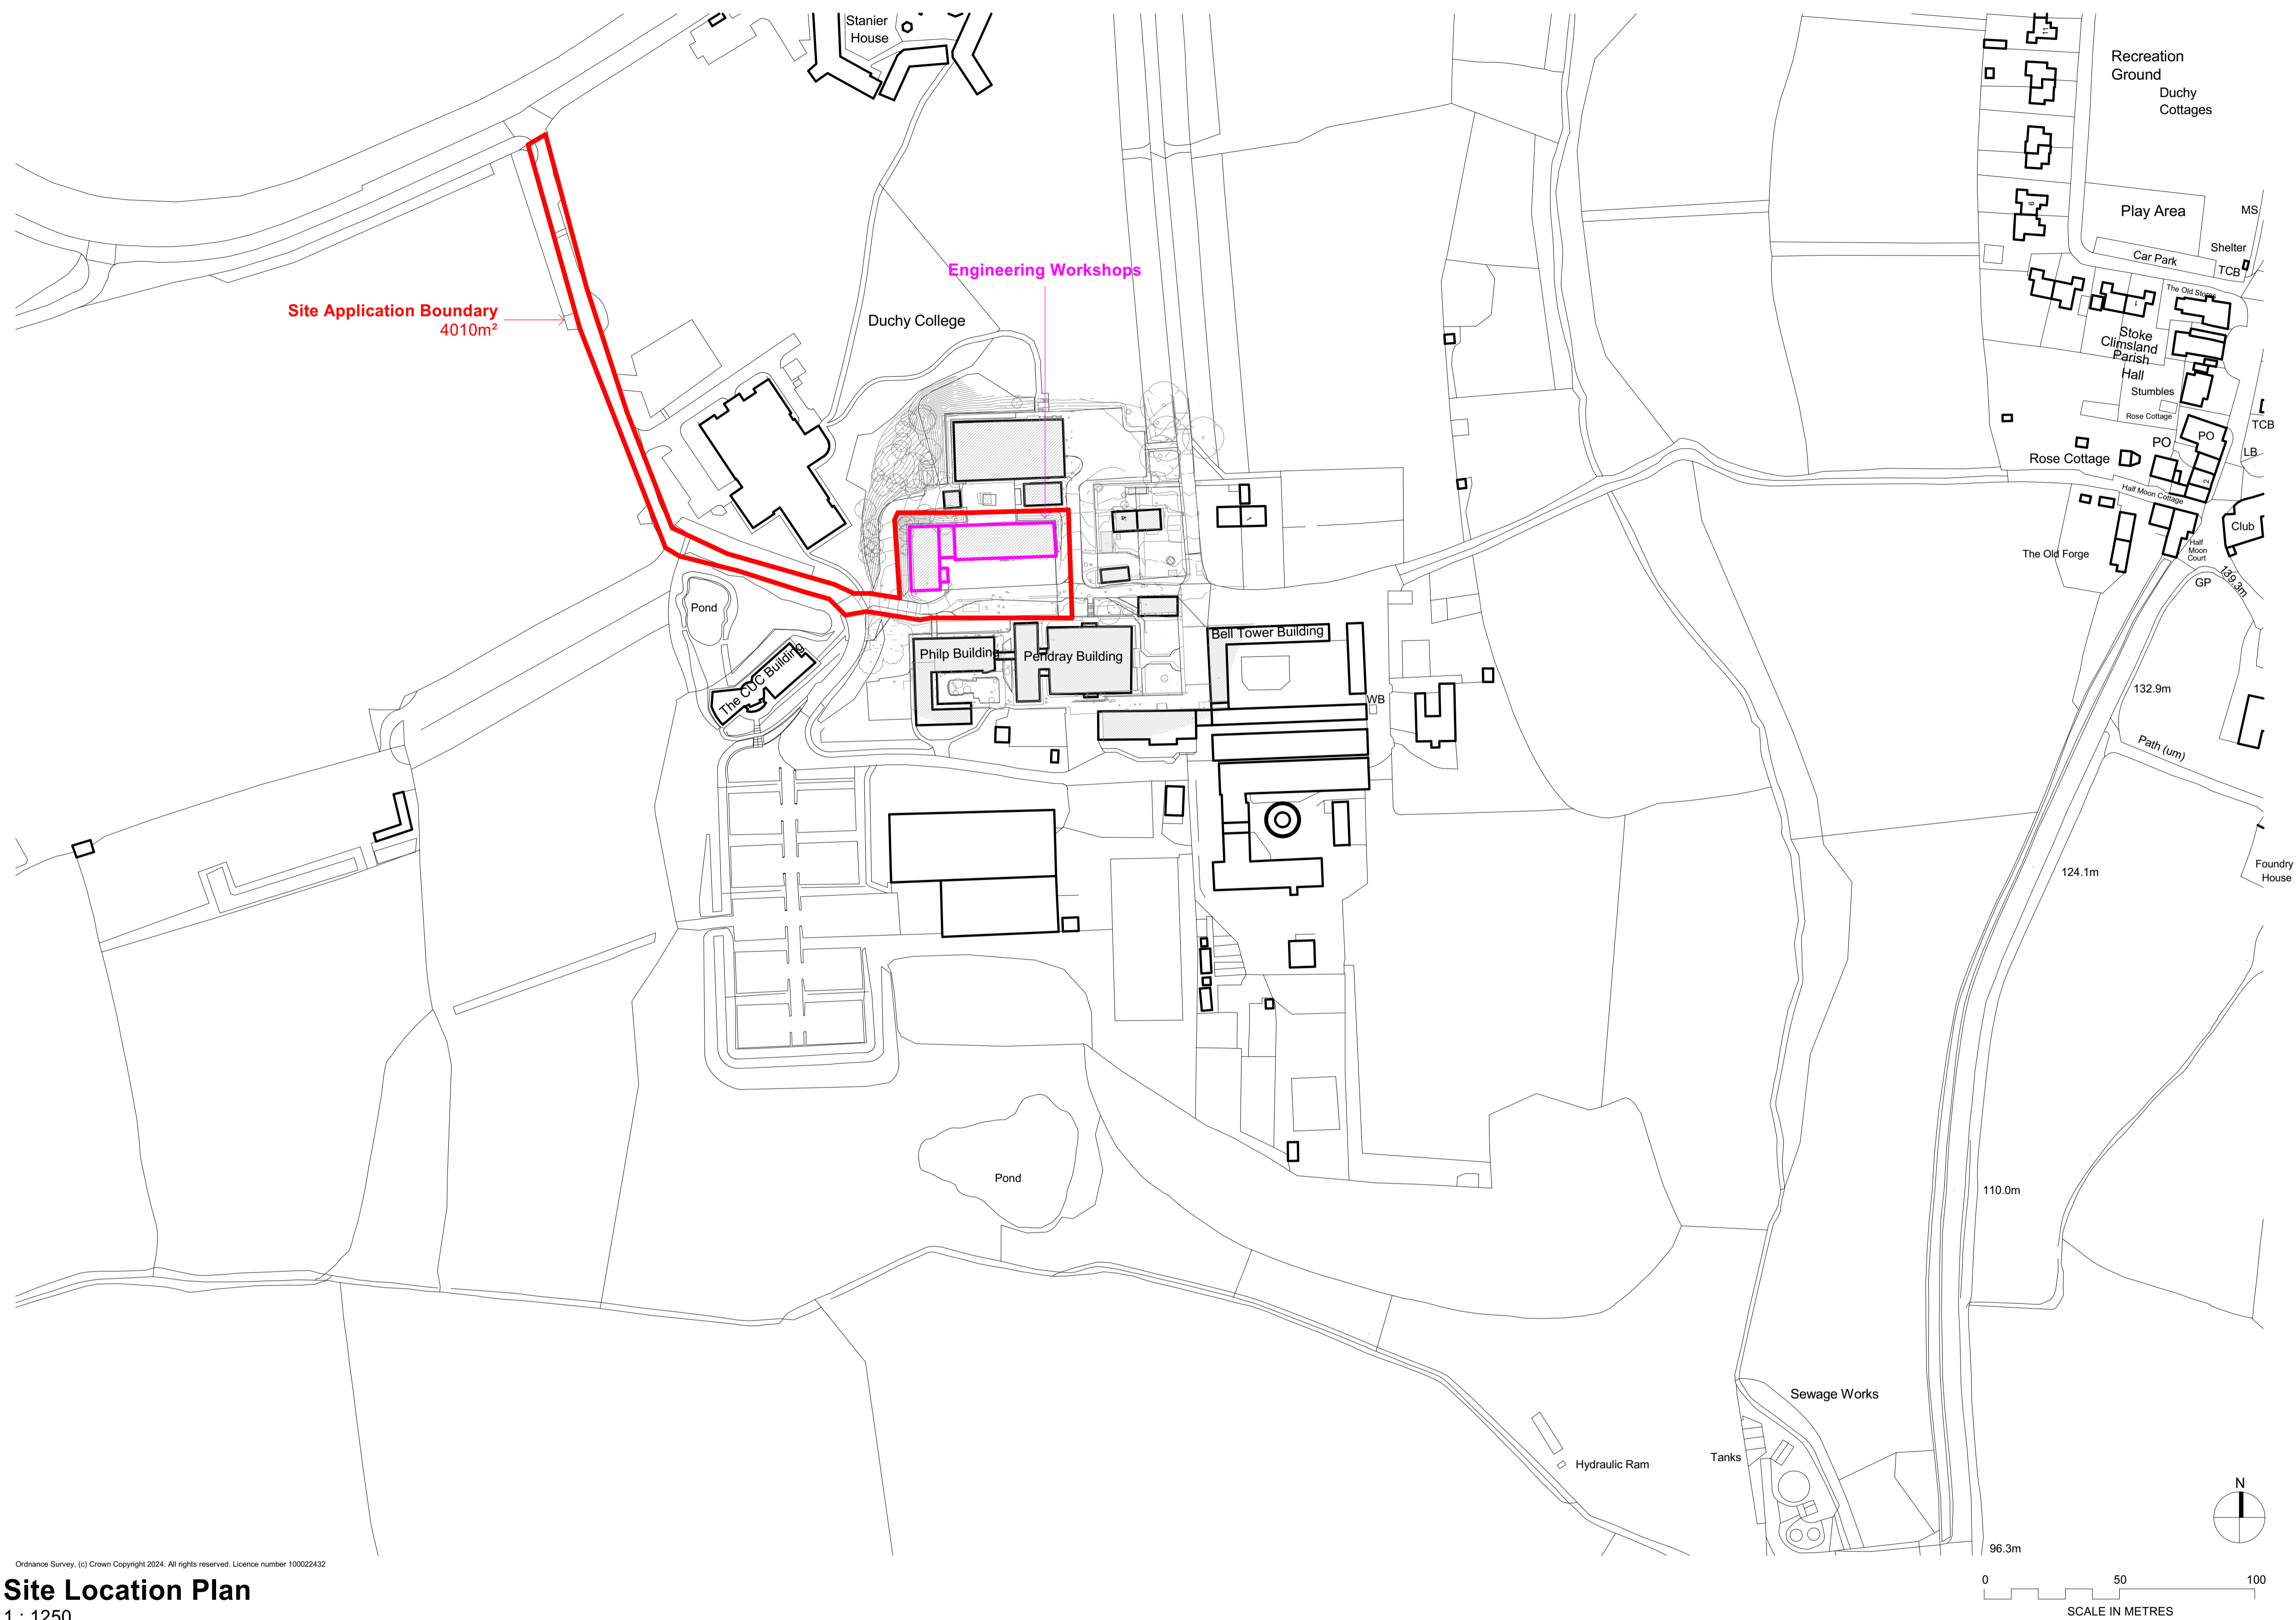 Stanier
House
11
Recreation
Ground
Duchy
Cottages
6
Play Area
MS
Shelter
Car Park
TCB
Engineering Workshops
Site Application Boundary
4010m²
Duchy College
The Old Stores
1
Stoke
Climsland
Parish
Hall
Stumbles
Rose Cottage
TCB
PO
PO
LB
Rose Cottage
2
Half Moon Cottage
Club
The Old Forge
Half
Moon
Court
GP
139.3m
Pond
Philp Building
Pendray Building
Bell Tower Building
The CUC Building
WB
132.9m
Path (um)
Foundry
House
124.1m
Pond
110.0m
Sewage Works
Tanks
Hydraulic Ram
96.3m
N
Ordnance Survey, (c) Crown Copyright 2024. All rights reserved. Licence number 100022432
Site Location Plan
1 : 1250
0 50 100
SCALE IN METRES